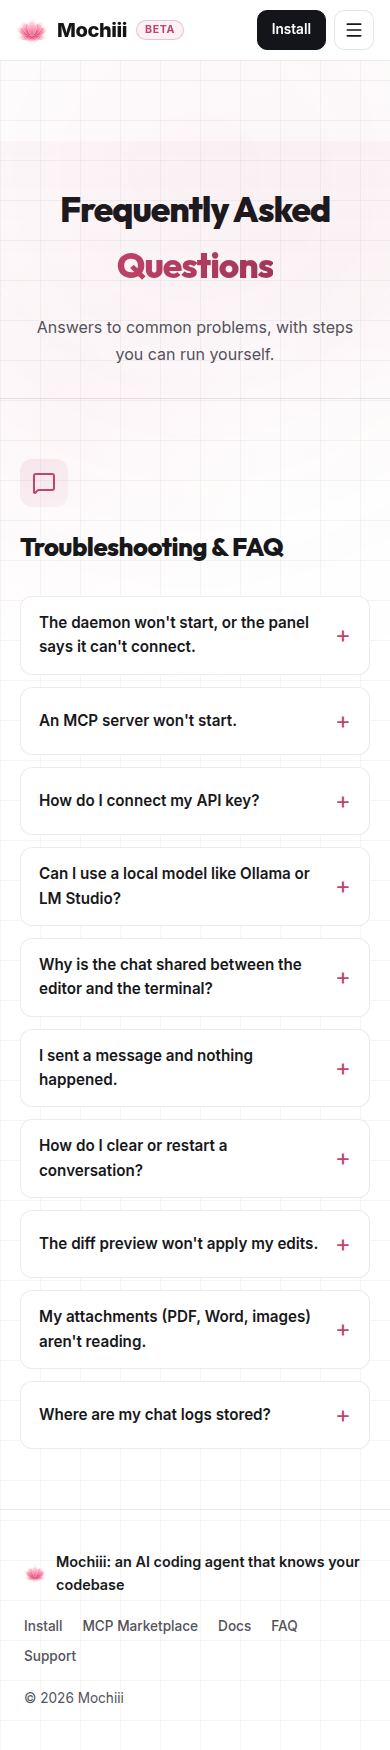 Mochiii BETA Install
Frequently Asked
Questions
Answers to common problems, with steps
you can run yourself.
Troubleshooting & FAQ
The daemon won't start, or the panel
says it can't connect.
An MCP server won't start.
How do I connect my API key?
Can I use a local model like Ollama or
LM Studio?
Why is the chat shared between the
editor and the terminal?
I sent a message and nothing
happened.
How do I clear or restart a
conversation?
The diff preview won't apply my edits.
My attachments (PDF, Word, images)
aren't reading.
Where are my chat logs stored?
Mochiii: an AI coding agent that knows your
codebase
Install MCP Marketplace Docs FAQ
Support
© 2026 Mochiii